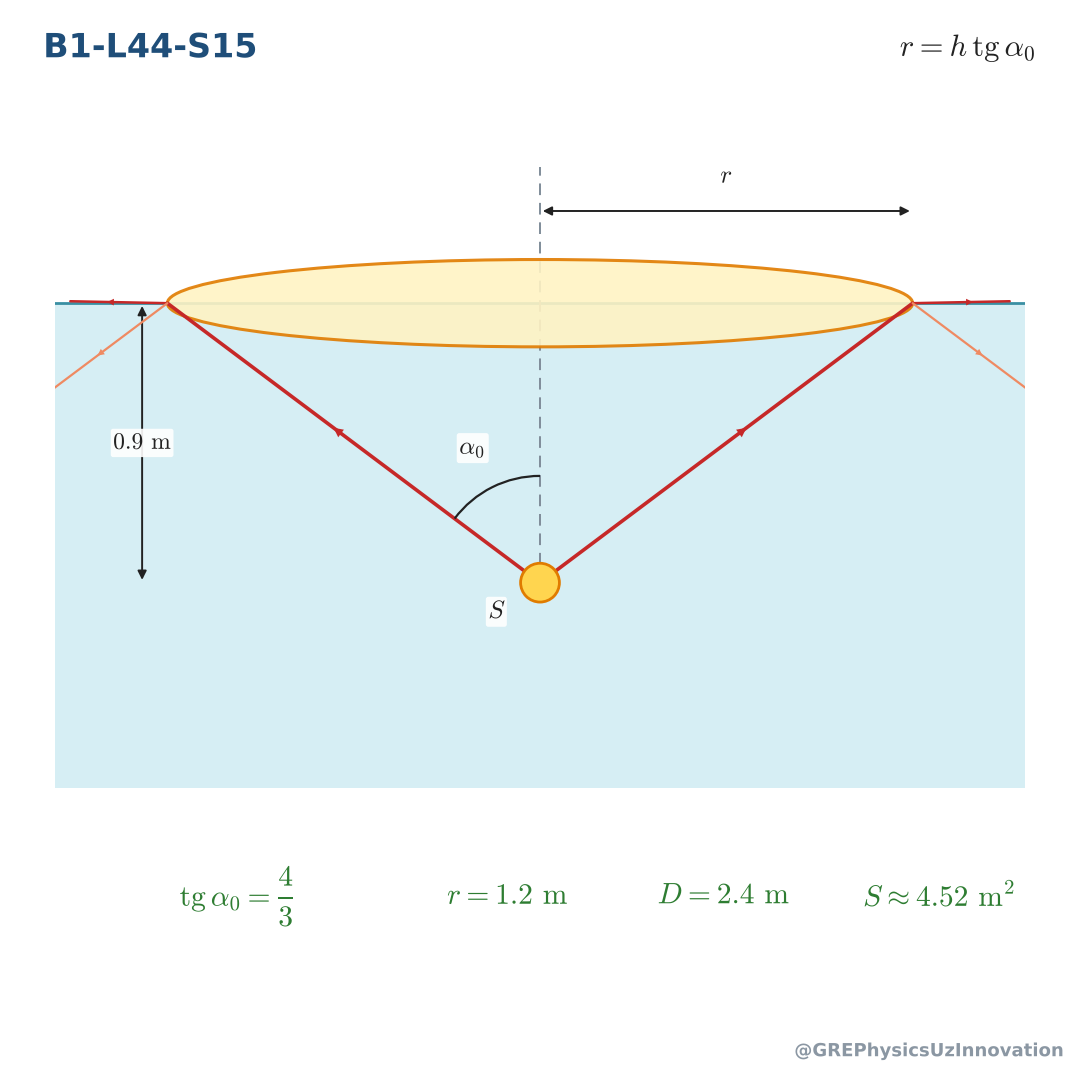 B1-L44-S15
r = h tg α₀
r
0.9 m
α₀
S
tg α₀ = 4/3
r = 1.2 m
D = 2.4 m
S ≈ 4.52 m²
@GREPhysicsUzInnovation